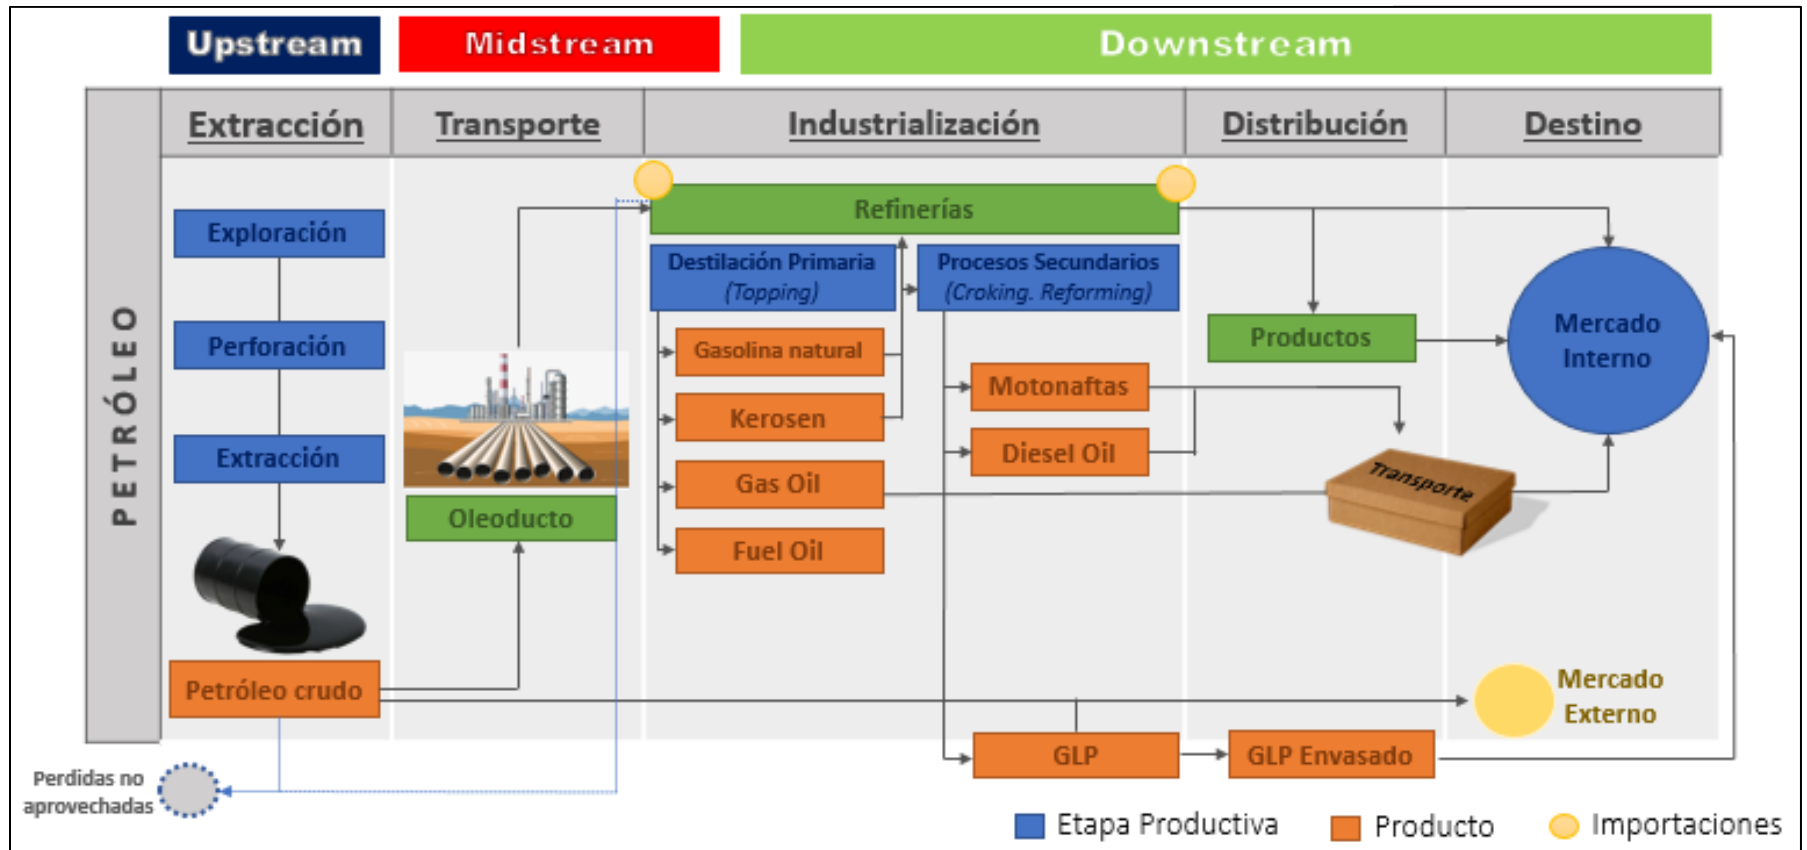 Upstream
Midstream
Downstream
Extracción
Transporte
Industrialización
Distribución
Destino
PETRÓLEO
Exploración
Perforación
Extracción
Petróleo crudo
Perdidas no
aprovechadas
Oleoducto
Refinerías
Destilación Primaria
(Topping)
Procesos Secundarios
(Croking. Reforming)
Gasolina natural
Kerosen
Gas Oil
Fuel Oil
Motonaftas
Diesel Oil
GLP
Productos
Transporte
GLP Envasado
Mercado
Interno
Mercado
Externo
Etapa Productiva
Producto
Importaciones